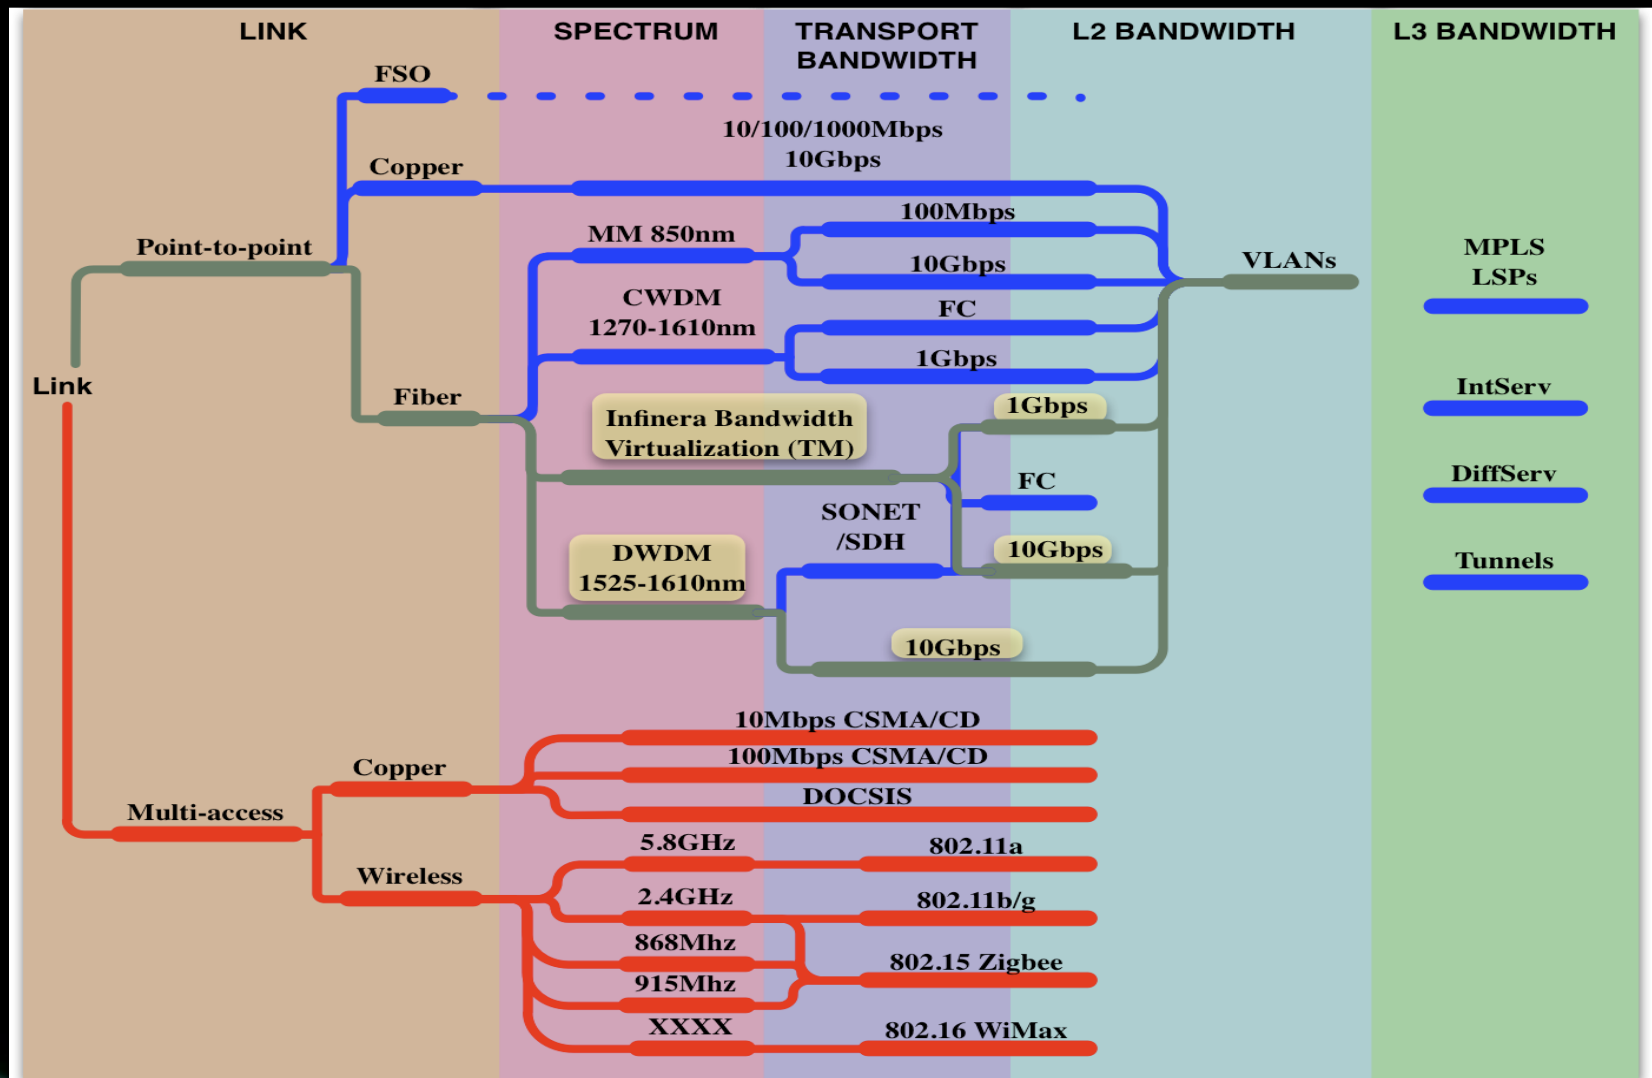 LINK
SPECTRUM
TRANSPORT
BANDWIDTH
L2 BANDWIDTH
L3 BANDWIDTH
FSO
10/100/1000Mbps
10Gbps
Copper
100Mbps
MM 850nm
Point-to-point
10Gbps
VLANs
MPLS
LSPs
CWDM
1270-1610nm
FC
1Gbps
Link
Fiber
IntServ
Infinera Bandwidth
Virtualization (TM)
1Gbps
FC
DiffServ
SONET
/SDH
DWDM
1525-1610nm
10Gbps
Tunnels
10Gbps
10Mbps CSMA/CD
100Mbps CSMA/CD
Copper
DOCSIS
Multi-access
5.8GHz
802.11a
Wireless
2.4GHz
802.11b/g
868Mhz
802.15 Zigbee
915Mhz
XXXX
802.16 WiMax